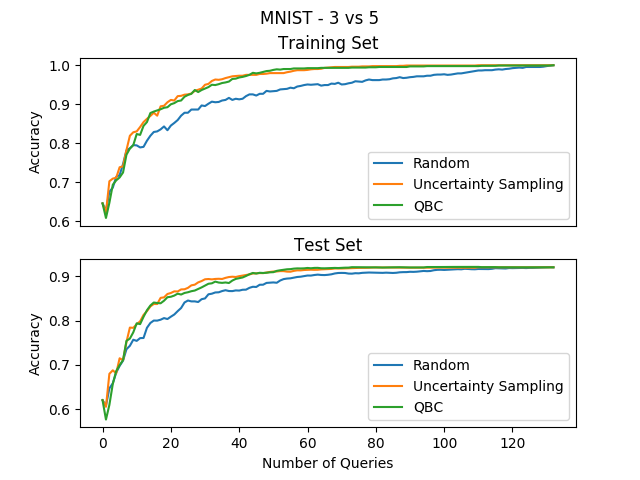 MNIST - 3 vs 5
Training Set
1.0
0.9
0.8
0.7
0.6
Accuracy
Random
Uncertainty Sampling
QBC
Test Set
0.9
0.8
0.7
0.6
Accuracy
Random
Uncertainty Sampling
QBC
0 20 40 60 80 100 120
Number of Queries